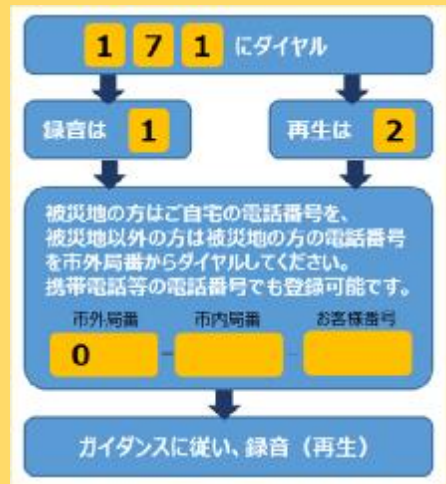 171にダイヤル
録音は 1
再生は 2
被災地の方はご自宅の電話番号を、
被災地以外の方は被災地の方の電話番号
を市外局番からダイヤルしてください。
携帯電話等の電話番号でも登録可能です。
市外局番 市内局番 お客様番号
0 - -
ガイダンスに従い、録音（再生）